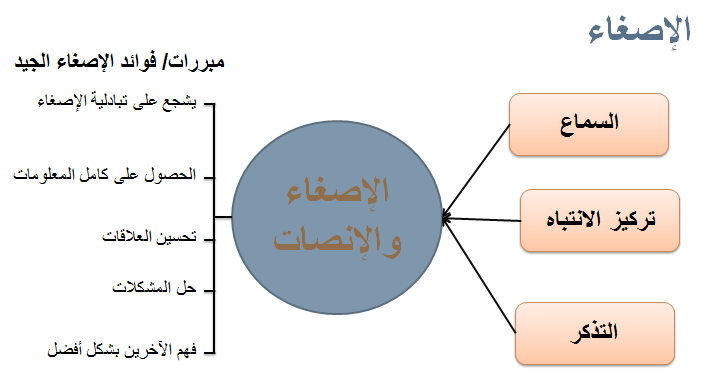 الإصغاء
السماع
تركيز الانتباه
التذكر
الإصغاء
والإنصات
مبررات/ فوائد الإصغاء الجيد
يشجع على تبادلية الإصغاء
الحصول على كامل المعلومات
تحسين العلاقات
حل المشكلات
فهم الآخرين بشكل أفضل